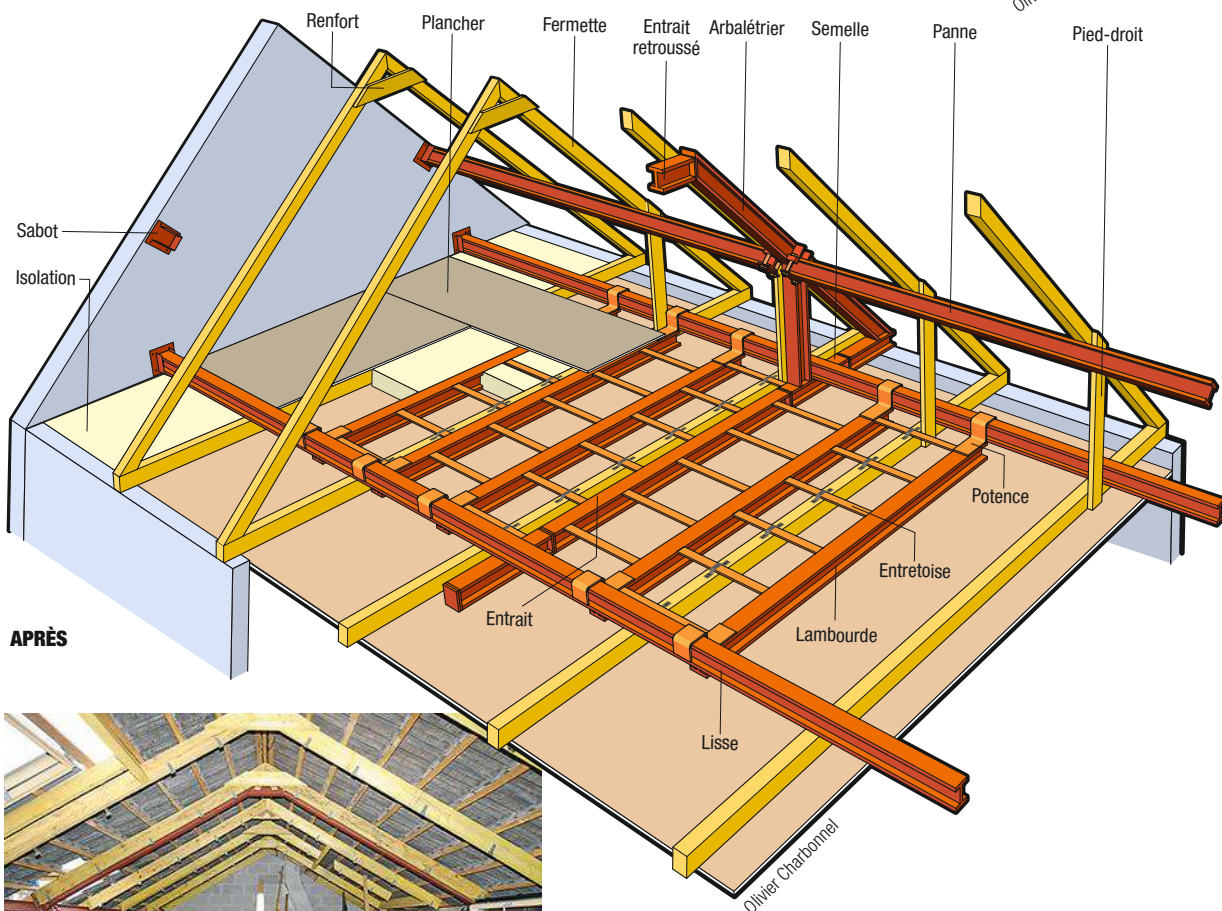 Renfort
Plancher
Fermette
Entrait
retroussé
Arbalétrier
Semelle
Panne
Pied-droit
Sabot
Isolation
Potence
Entretoise
Entrait
Lambourde
APRÈS
Lisse
Olivier Charbonnel